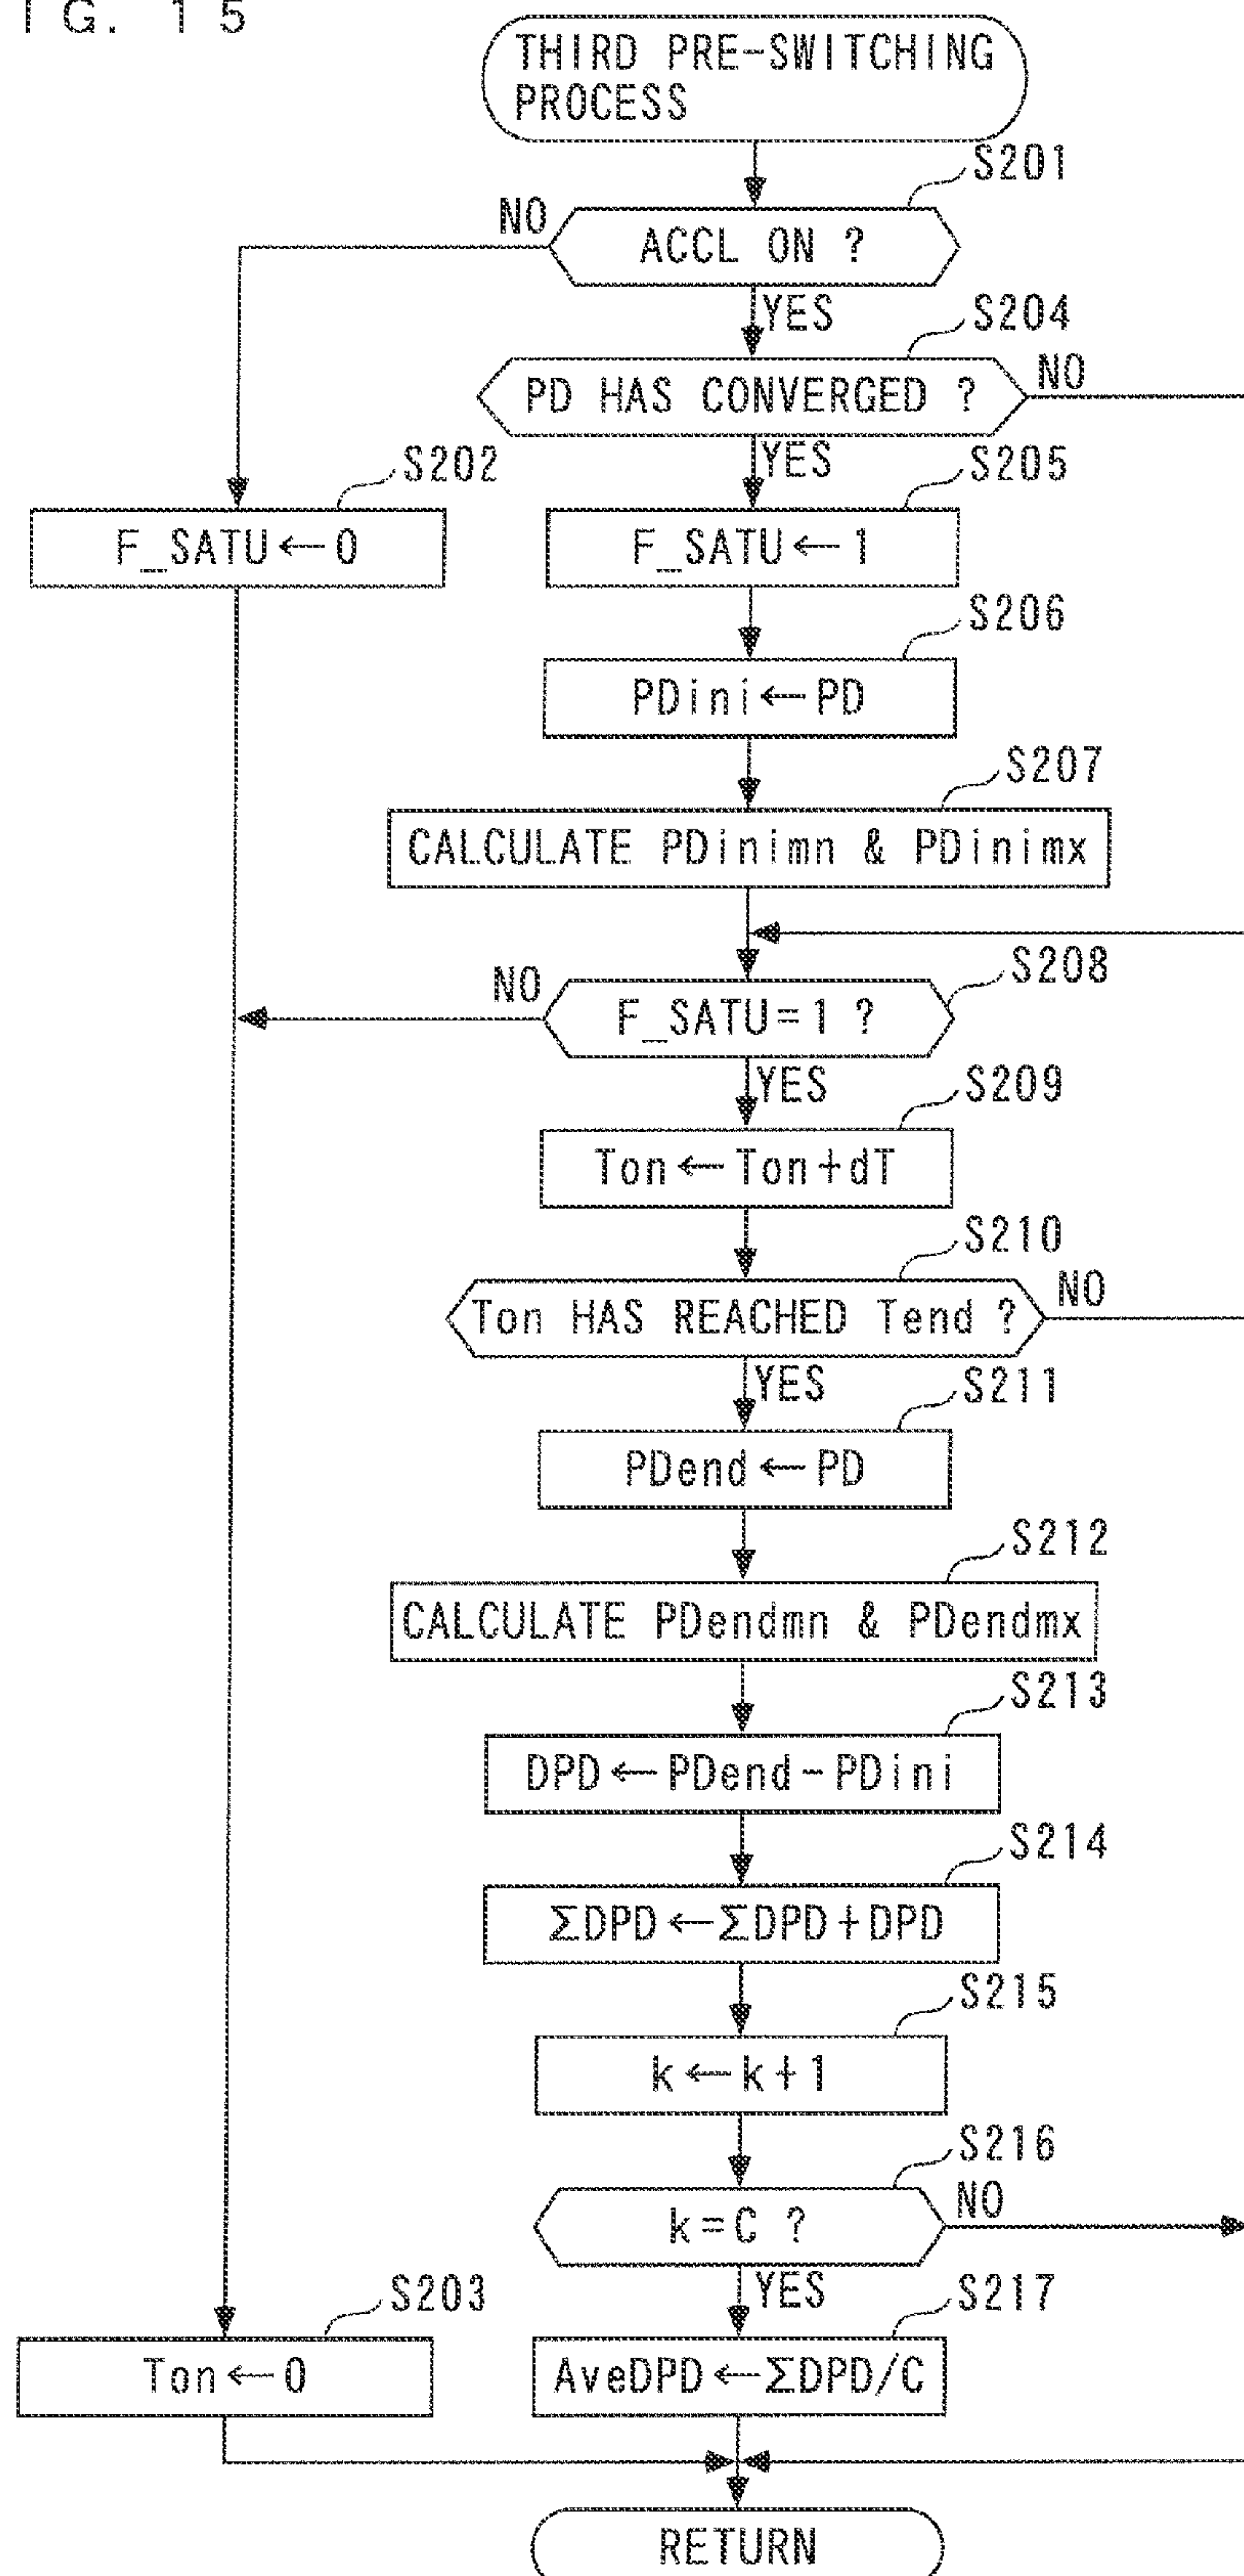 IG. 15
THIRD PRE-SWITCHING
PROCESS
S201
NO
ACCL ON ?
YES
S204
PD HAS CONVERGED ?
NO
YES
S202
S205
F_SATU←0
F_SATU←1
S206
PDini←PD
S207
CALCULATE PDinimn & PDinimx
S208
NO
F_SATU=1 ?
YES
S209
Ton←Ton+dT
S210
Ton HAS REACHED Tend ?
NO
YES
S211
PDend←PD
S212
CALCULATE PDendmn & PDendmx
S213
DPD←PDend-PDini
S214
ΣDPD←ΣDPD+DPD
S215
k←k+1
S216
k=C ?
NO
YES
S203
S217
Ton←0
AveDPD←ΣDPD/C
RETURN